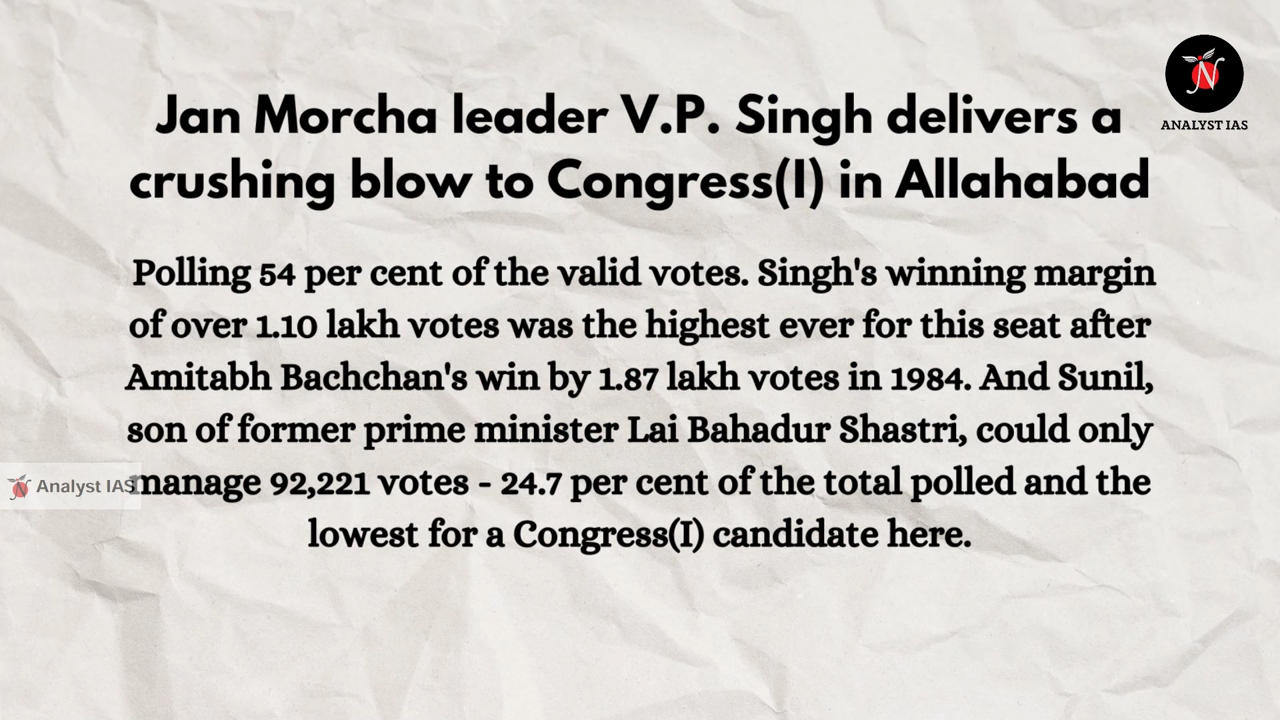 ANALYST IAS
Jan Morcha leader V.P. Singh delivers a
crushing blow to Congress(I) in Allahabad
Polling 54 per cent of the valid votes. Singh's winning margin
of over 1.10 lakh votes was the highest ever for this seat after
Amitabh Bachchan's win by 1.87 lakh votes in 1984. And Sunil,
son of former prime minister Lai Bahadur Shastri, could only
manage 92,221 votes - 24.7 per cent of the total polled and the
lowest for a Congress(I) candidate here.
Analyst IAS